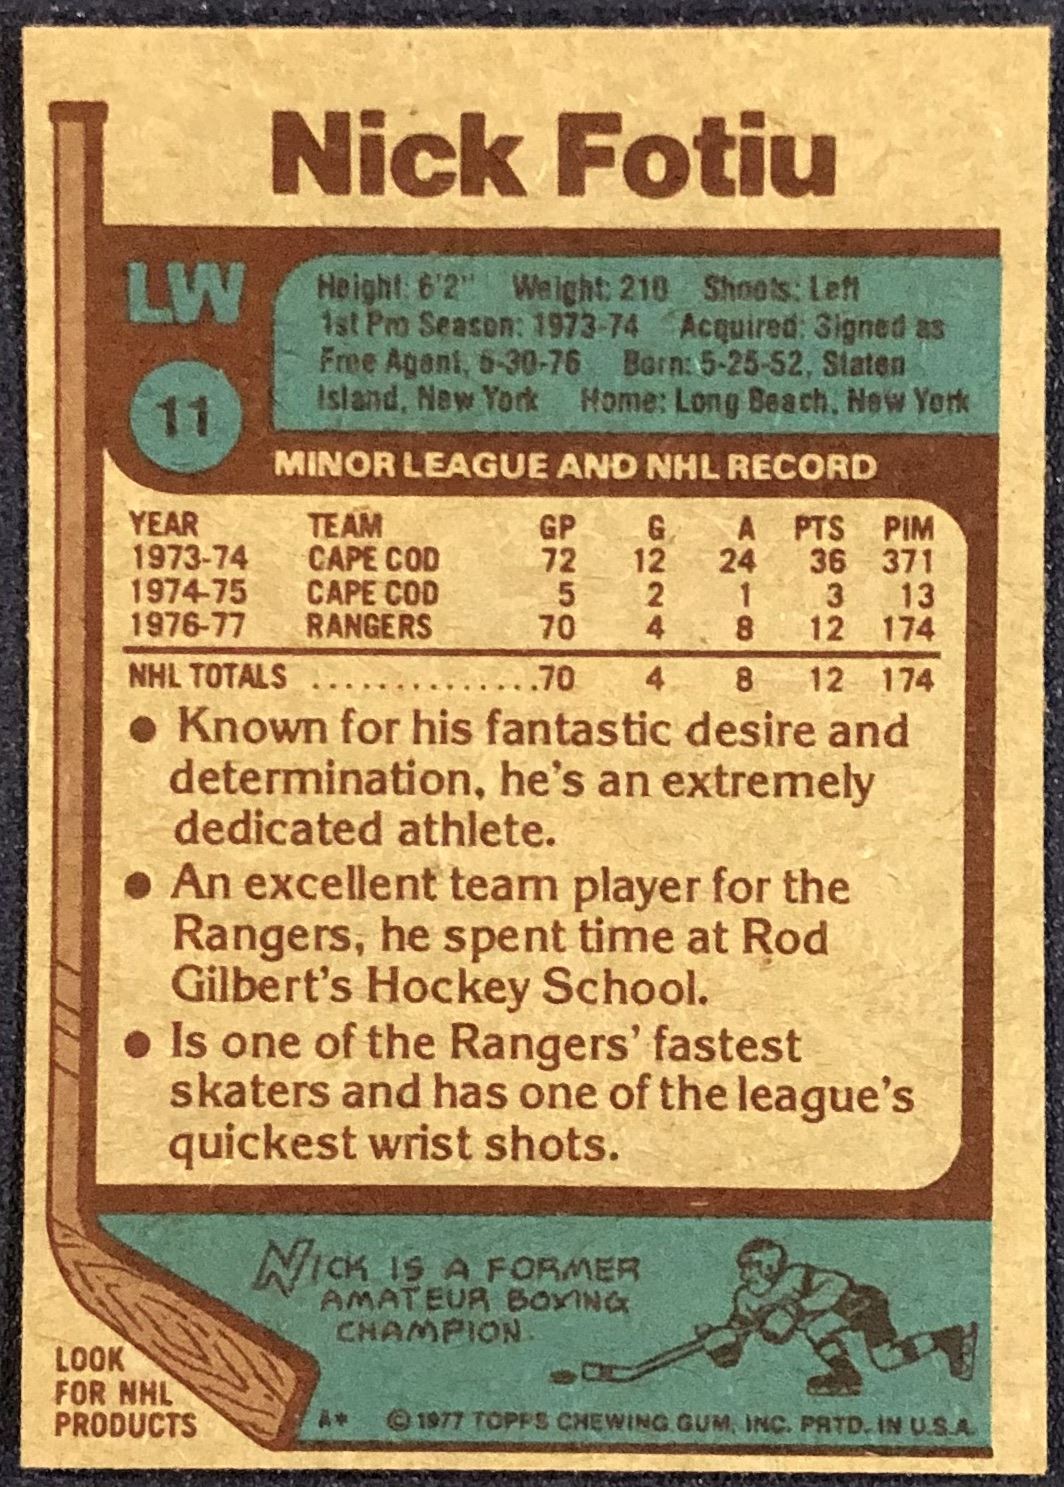 Nick Fotiu
LW
11
Height: 6'2" Weight: 210 Shoots: Left
1st Pro Season: 1973-74 Acquired: Signed as
Free Agent, 6-30-76 Born: 5-25-52, Staten
Island, New York Home: Long Beach, New York
MINOR LEAGUE AND NHL RECORD
YEAR TEAM GP G A PTS PIM
1973-74 CAPE COD 72 12 24 36 371
1974-75 CAPE COD 5 2 1 3 13
1976-77 RANGERS 70 4 8 12 174
NHL TOTALS ..............70 4 8 12 174
● Known for his fantastic desire and
determination, he's an extremely
dedicated athlete.
● An excellent team player for the
Rangers, he spent time at Rod
Gilbert's Hockey School.
● Is one of the Rangers' fastest
skaters and has one of the league's
quickest wrist shots.
NICK IS A FORMER
AMATEUR BOXING
CHAMPION.
LOOK
FOR NHL
PRODUCTS
A* © 1977 TOPPS CHEWING GUM, INC. PRTD. IN U.S.A.